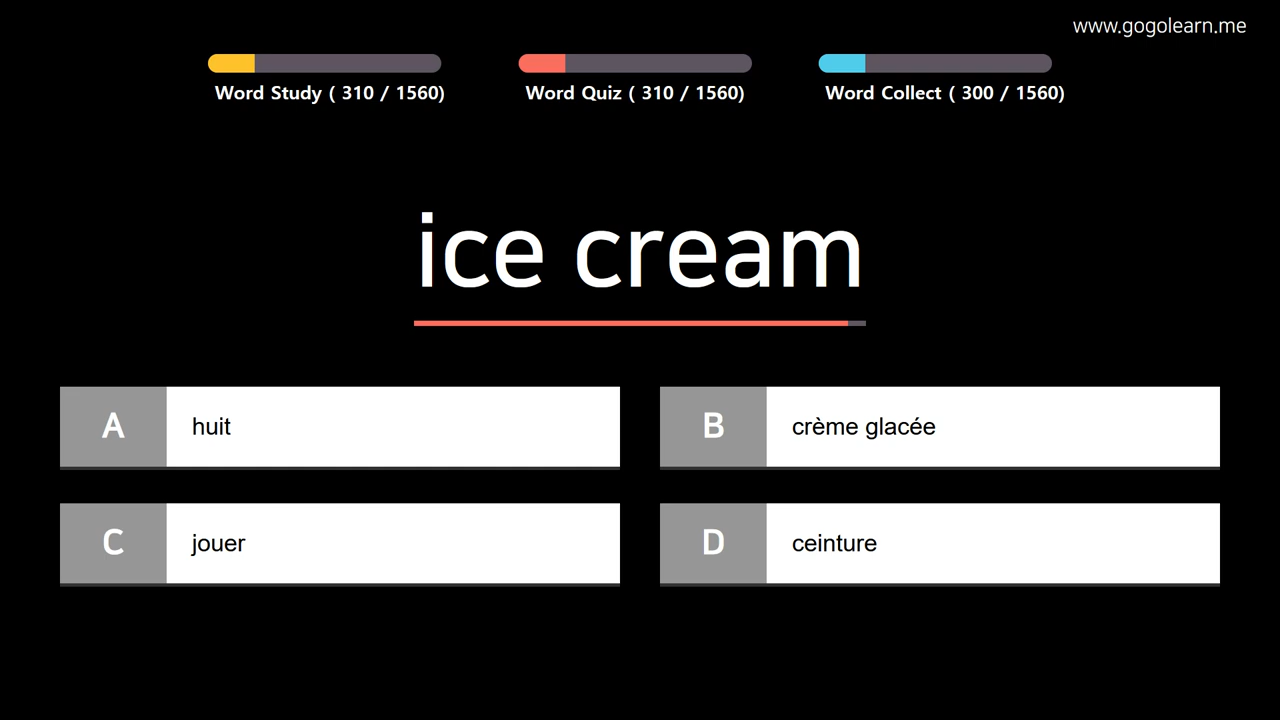 www.gogolearn.me
Word Study ( 310 / 1560)
Word Quiz ( 310 / 1560)
Word Collect ( 300 / 1560)
ice cream
A huit
B crème glacée
C jouer
D ceinture